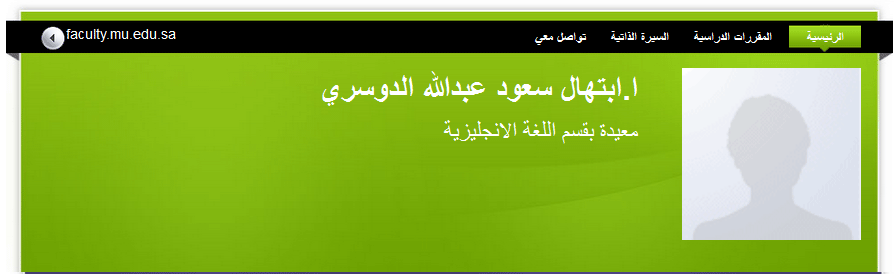 الرئيسية المقررات الدراسية السيرة الذاتية تواصل معي faculty.mu.edu.sa
ا.ابتهال سعود عبدالله الدوسري
معيدة بقسم اللغة الانجليزية